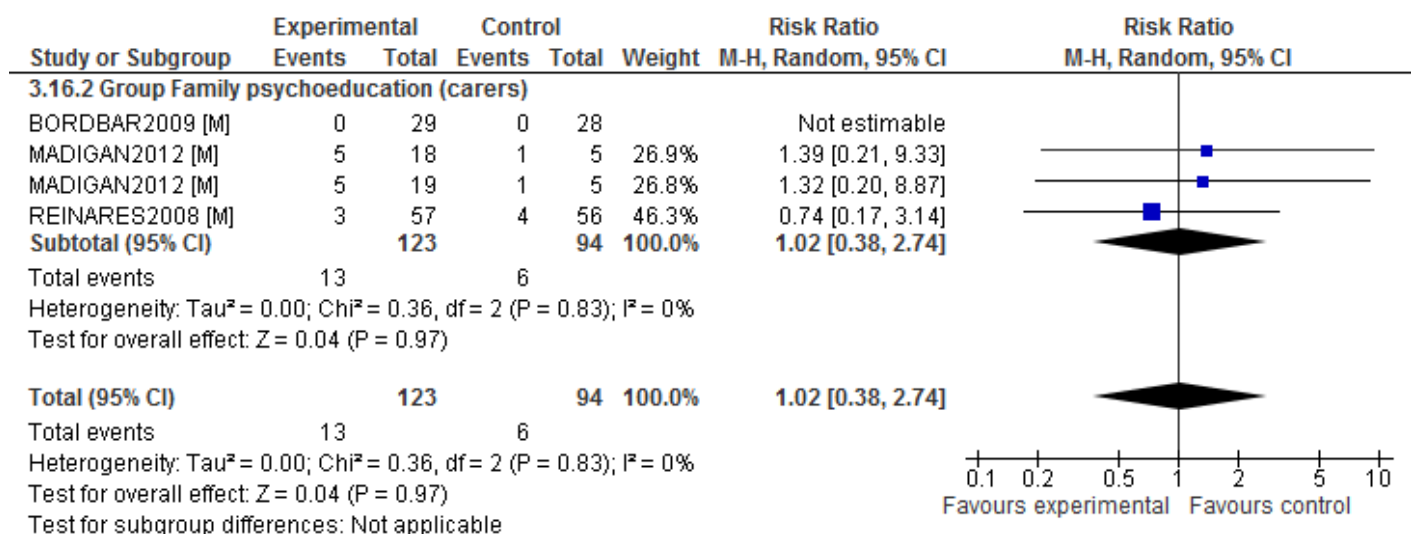 Experimental Control Risk Ratio Risk Ratio
Study or Subgroup Events Total Events Total Weight M-H, Random, 95% CI M-H, Random, 95% CI
3.16.2 Group Family psychoeducation (carers)
BORDBAR2009 [M] 0 29 0 28 Not estimable
MADIGAN2012 [M] 5 18 1 5 26.9% 1.39 [0.21, 9.33]
MADIGAN2012 [M] 5 19 1 5 26.8% 1.32 [0.20, 8.87]
REINARES2008 [M] 3 57 4 56 46.3% 0.74 [0.17, 3.14]
Subtotal (95% CI) 123 94 100.0% 1.02 [0.38, 2.74]
Total events 13 6
Heterogeneity: Tau² = 0.00; Chi² = 0.36, df = 2 (P = 0.83); I² = 0%
Test for overall effect: Z = 0.04 (P = 0.97)
Total (95% CI) 123 94 100.0% 1.02 [0.38, 2.74]
Total events 13 6
Heterogeneity: Tau² = 0.00; Chi² = 0.36, df = 2 (P = 0.83); I² = 0%
Test for overall effect: Z = 0.04 (P = 0.97)
Test for subgroup differences: Not applicable
0.1 0.2 0.5 1 2 5 10
Favours experimental Favours control